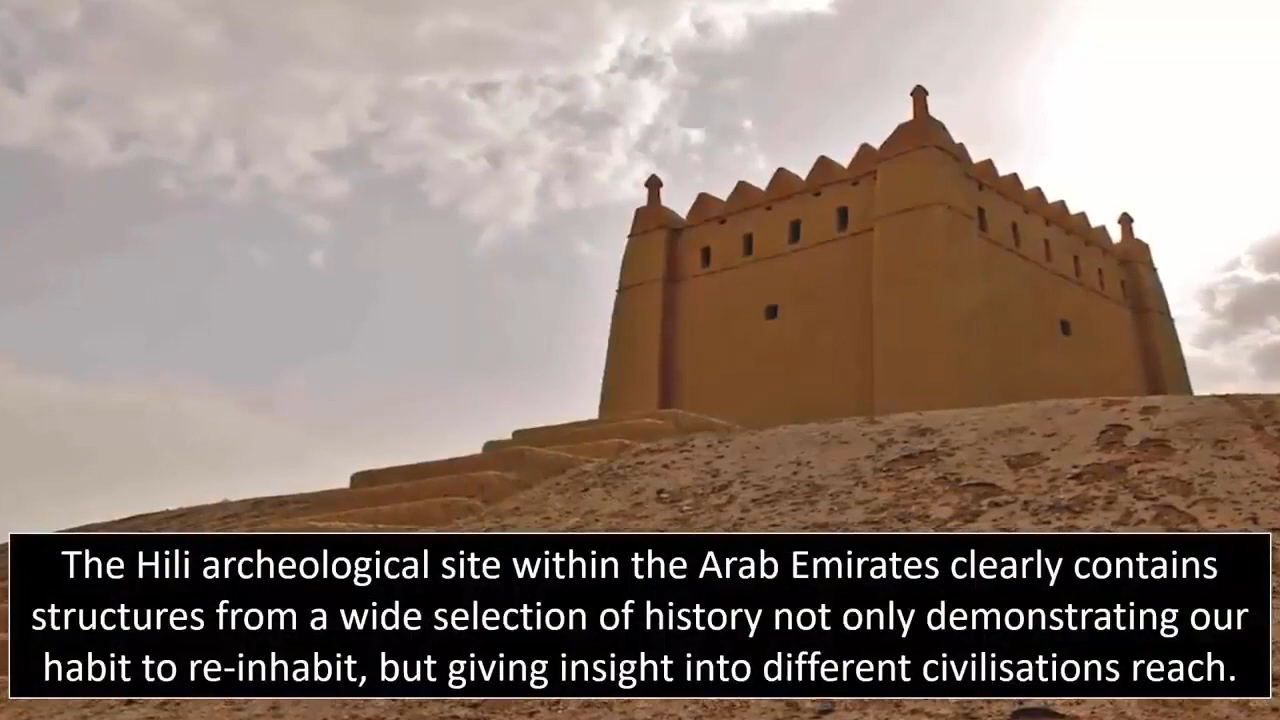 The Hili archeological site within the Arab Emirates clearly contains
structures from a wide selection of history not only demonstrating our
habit to re-inhabit, but giving insight into different civilisations reach.